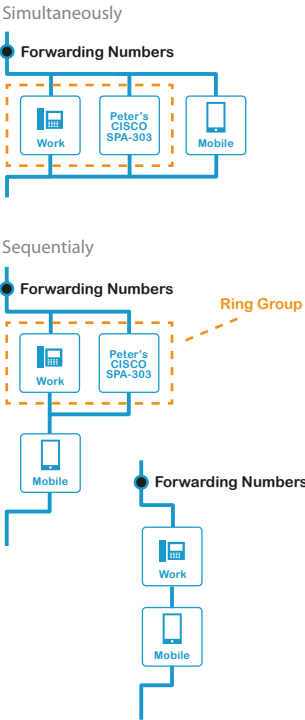 Simultaneously
Forwarding Numbers
Work
Peter's
CISCO
SPA-303
Mobile
Sequentialy
Forwarding Numbers
Ring Group
Work
Peter's
CISCO
SPA-303
Mobile
Forwarding Numbers
Work
Mobile